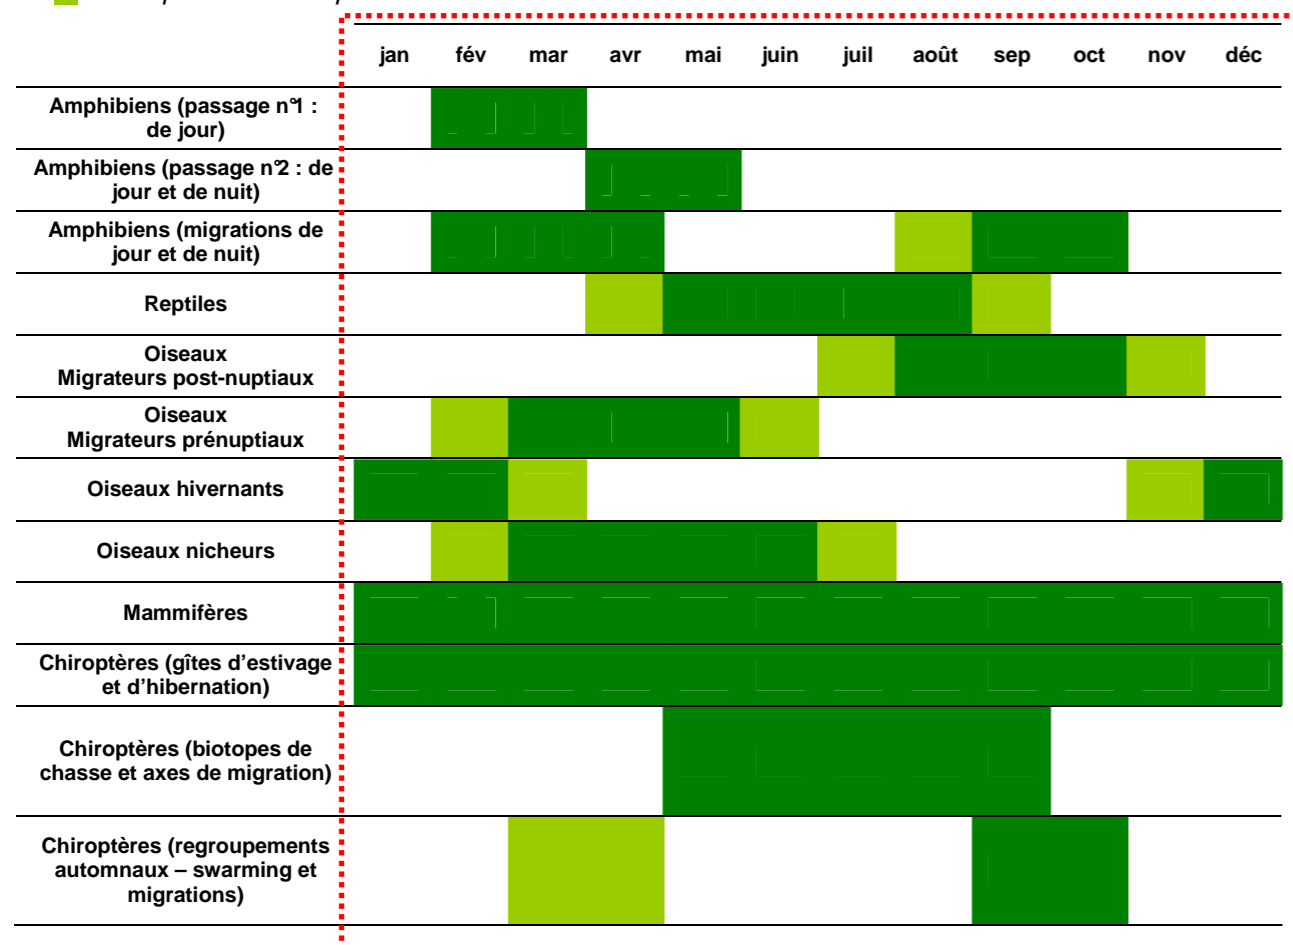 jan fév mar avr mai juin juil août sep oct nov déc
Amphibiens (passage n°1 :
de jour)
Amphibiens (passage n°2 : de
jour et de nuit)
Amphibiens (migrations de
jour et de nuit)
Reptiles
Oiseaux
Migrateurs post-nuptiaux
Oiseaux
Migrateurs prénuptiaux
Oiseaux hivernants
Oiseaux nicheurs
Mammifères
Chiroptères (gîtes d'estivage
et d'hibernation)
Chiroptères (biotopes de
chasse et axes de migration)
Chiroptères (regroupements
automnaux – swarming et
migrations)